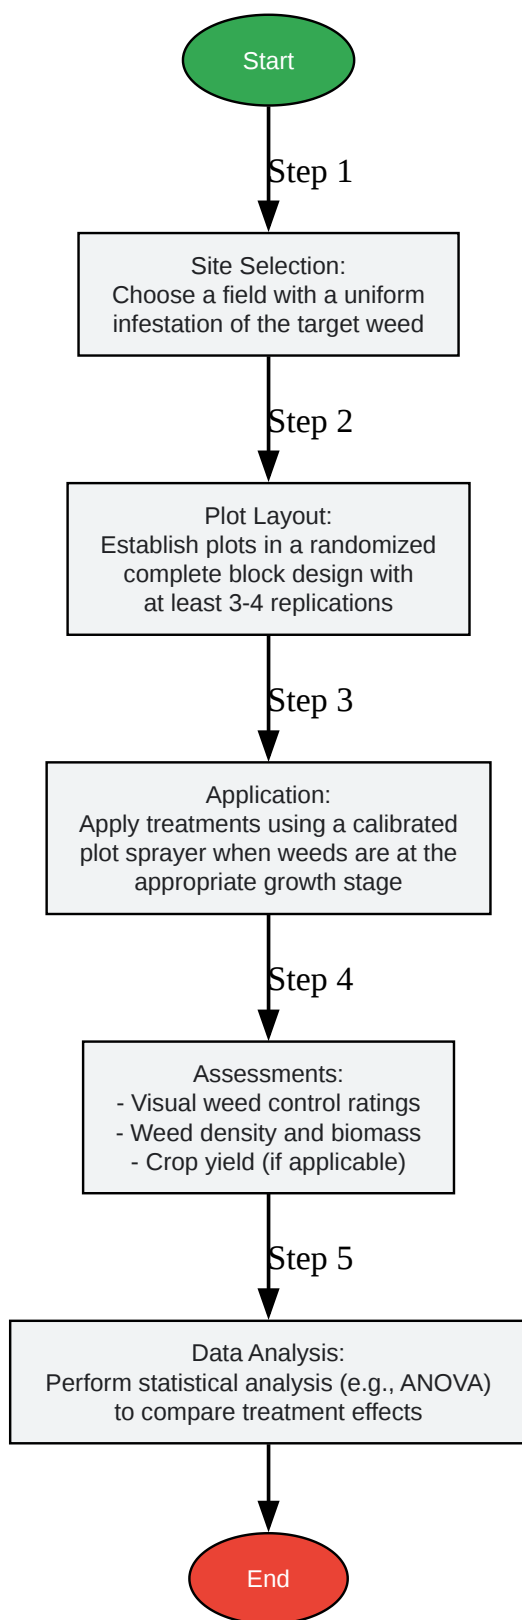 Start
Step 1
Site Selection:
Choose a field with a uniform
infestation of the target weed
Step 2
Plot Layout:
Establish plots in a randomized
complete block design with
at least 3-4 replications
Step 3
Application:
Apply treatments using a calibrated
plot sprayer when weeds are at the
appropriate growth stage
Step 4
Assessments:
- Visual weed control ratings
- Weed density and biomass
- Crop yield (if applicable)
Step 5
Data Analysis:
Perform statistical analysis (e.g., ANOVA)
to compare treatment effects
End